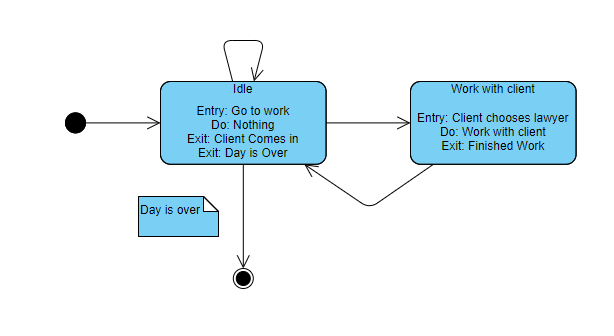 Idle
Entry: Go to work
Do: Nothing
Exit: Client Comes in
Exit: Day is Over
Work with client
Entry: Client chooses lawyer
Do: Work with client
Exit: Finished Work
Day is over